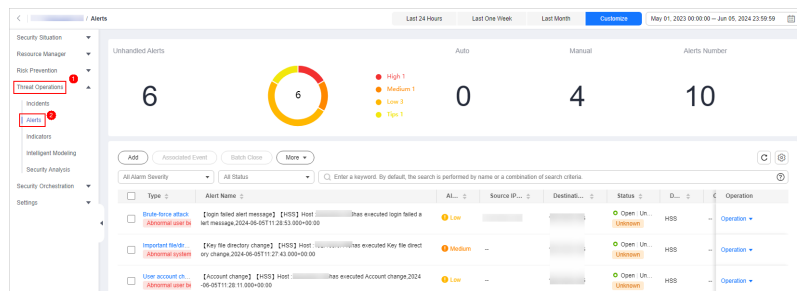 / Alerts
Last 24 Hours
Last One Week
Last Month
Customize
May 01, 2023 00:00:00 -- Jun 05, 2024 23:59:59
Security Situation
Resource Manager
Risk Prevention
1
Threat Operations
Incidents
2
Alerts
Indicators
Intelligent Modeling
Security Analysis
Security Orchestration
Settings
Unhandled Alerts
Auto
Manual
Alerts Number
6
6
High 1
Medium 1
Low 3
Tips 1
0
4
10
Add
Associated Event
Batch Close
More
All Alarm Severity
All Status
Enter a keyword. By default, the search is performed by name or a combination of search criteria.
Type
Alert Name
Al...
Source IP...
Destinati...
Status
D...
Operation
Brute-force attack
Abnormal user be
【login failed alert message】【HSS】Host
has executed login failed a
lert message,2024-06-05T11:28:53.000+00:00
Low
Open
Un...
Unknown
HSS
--
Operation
Important file/dir...
Abnormal system
【Key file directory change】【HSS】Host
has executed Key file direct
ory change,2024-06-05T11:27:43.000+00:00
Medium
--
Open
Un...
Unknown
HSS
--
Operation
User account ch...
Abnormal user be
【Account change】【HSS】Host
has executed Account change,2024
-06-05T11:28:11.000+00:00
Low
--
Open
Un...
Unknown
HSS
--
Operation